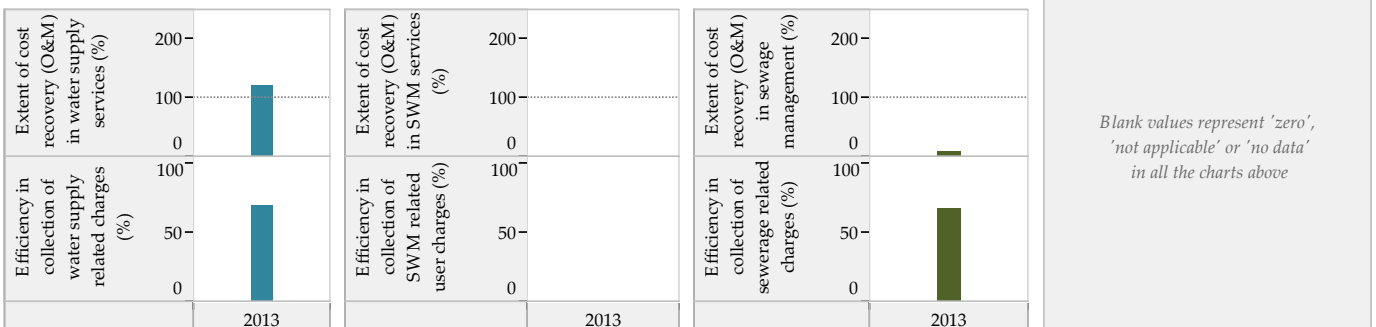 Extent of cost
recovery (O&M)
in water supply
services (%)
200
100
0
Efficiency in
collection of
water supply
related charges
(%)
100
50
0
2013
Extent of cost
recovery (O&M)
in SWM services
(%)
200
100
0
Efficiency in
collection of
SWM related
user charges (%)
100
50
0
2013
Extent of cost
recovery (O&M)
in sewage
management (%)
200
100
0
Efficiency in
collection of
sewerage related
charges (%)
100
50
0
2013
Blank values represent 'zero',
'not applicable' or 'no data'
in all the charts above